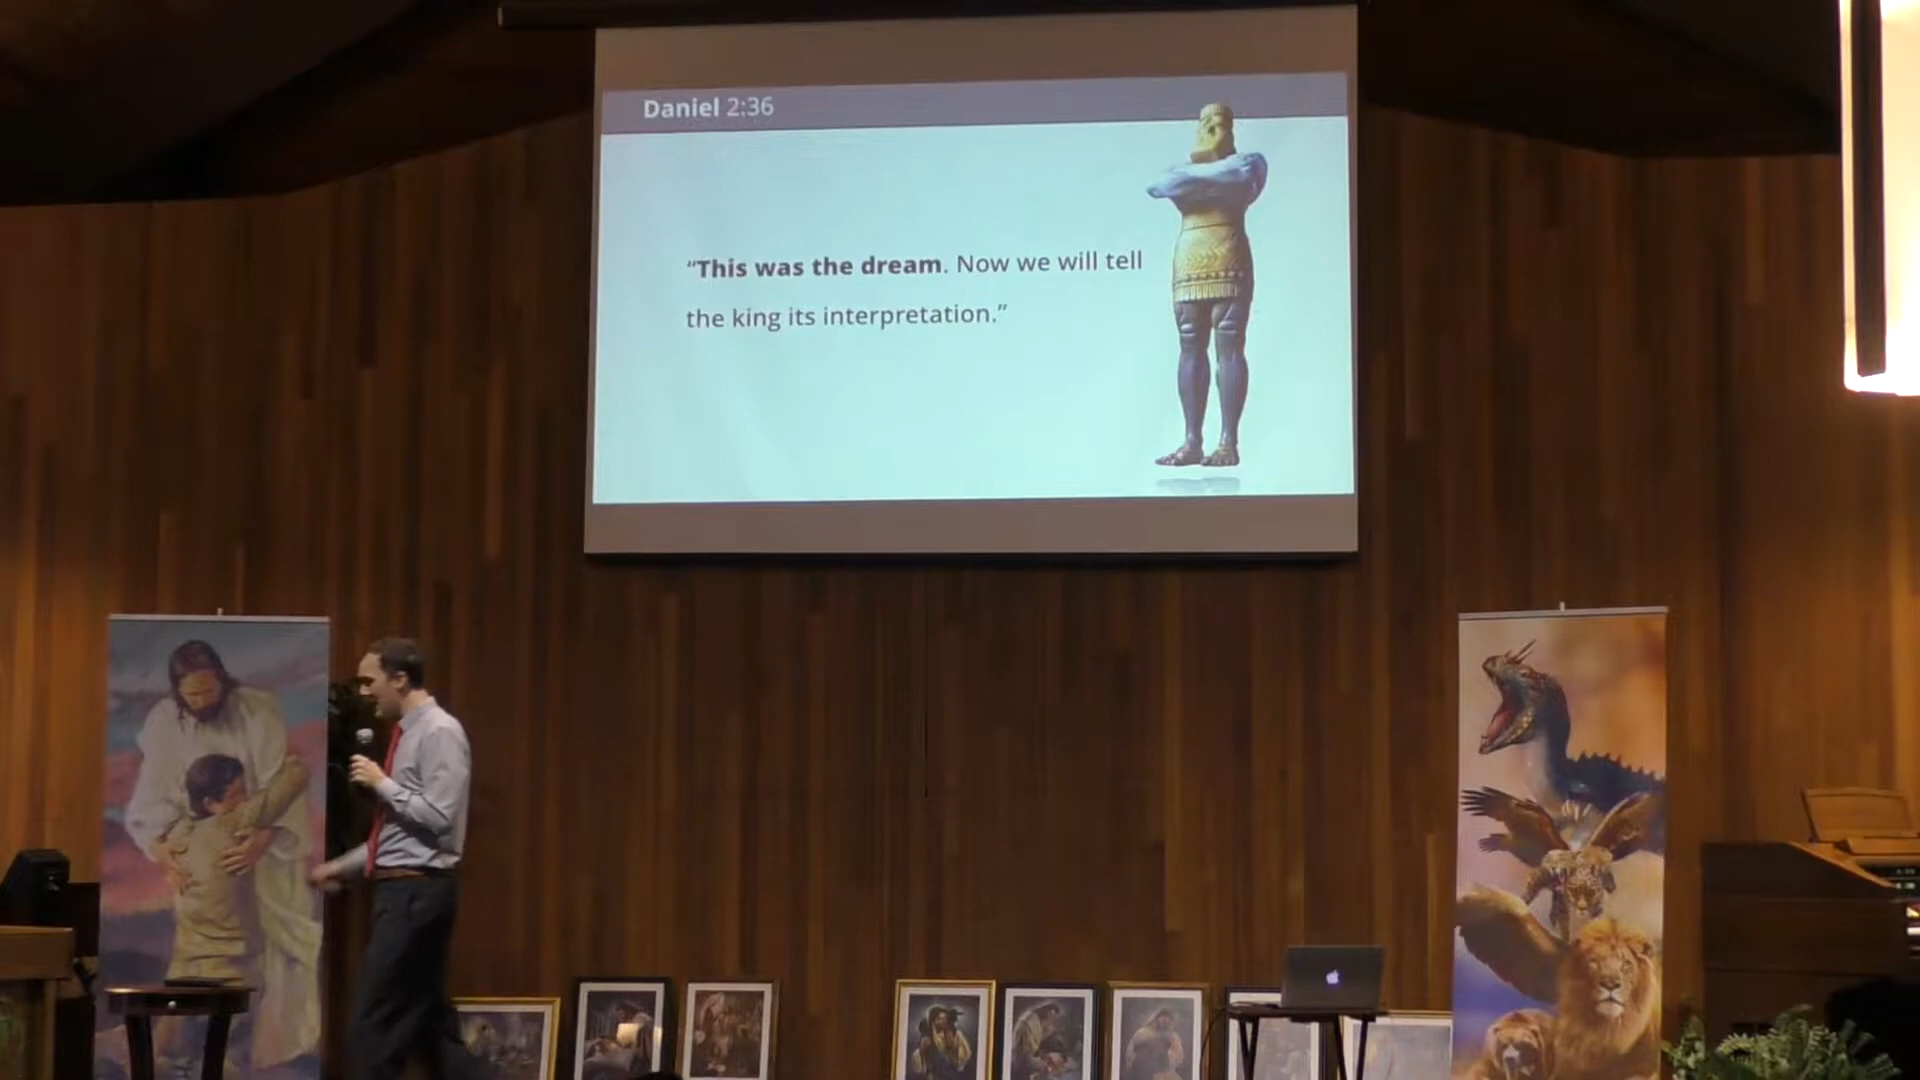 Daniel 2:36
“This was the dream. Now we will tell
the king its interpretation.”